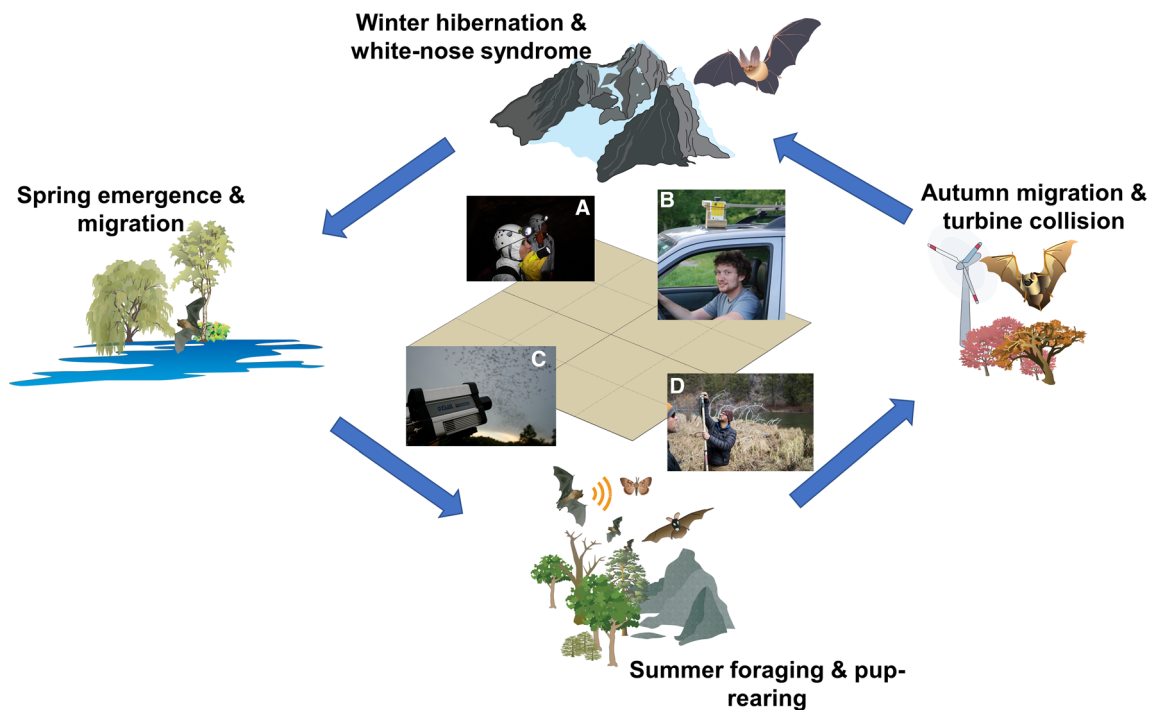 Winter hibernation &
white-nose syndrome
Spring emergence &
migration
Autumn migration &
turbine collision
A
B
C
D
Summer foraging & pup-
rearing